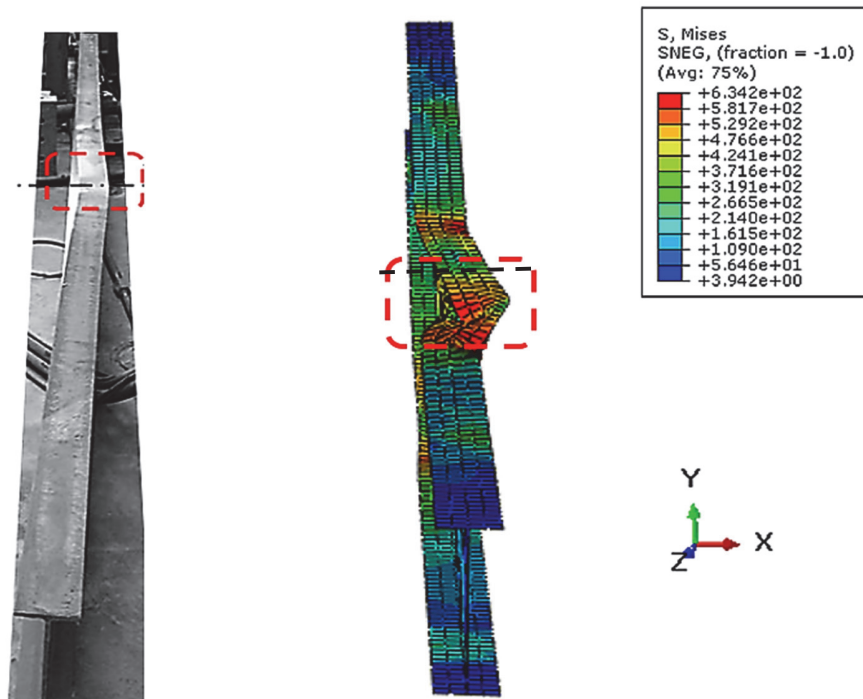 S, Mises
SNEG, (fraction = -1.0)
(Avg: 75%)
+6.342e+02
+5.817e+02
+5.292e+02
+4.766e+02
+4.241e+02
+3.716e+02
+3.191e+02
+2.665e+02
+2.140e+02
+1.615e+02
+1.090e+02
+5.646e+01
+3.942e+00
Y
X
Z